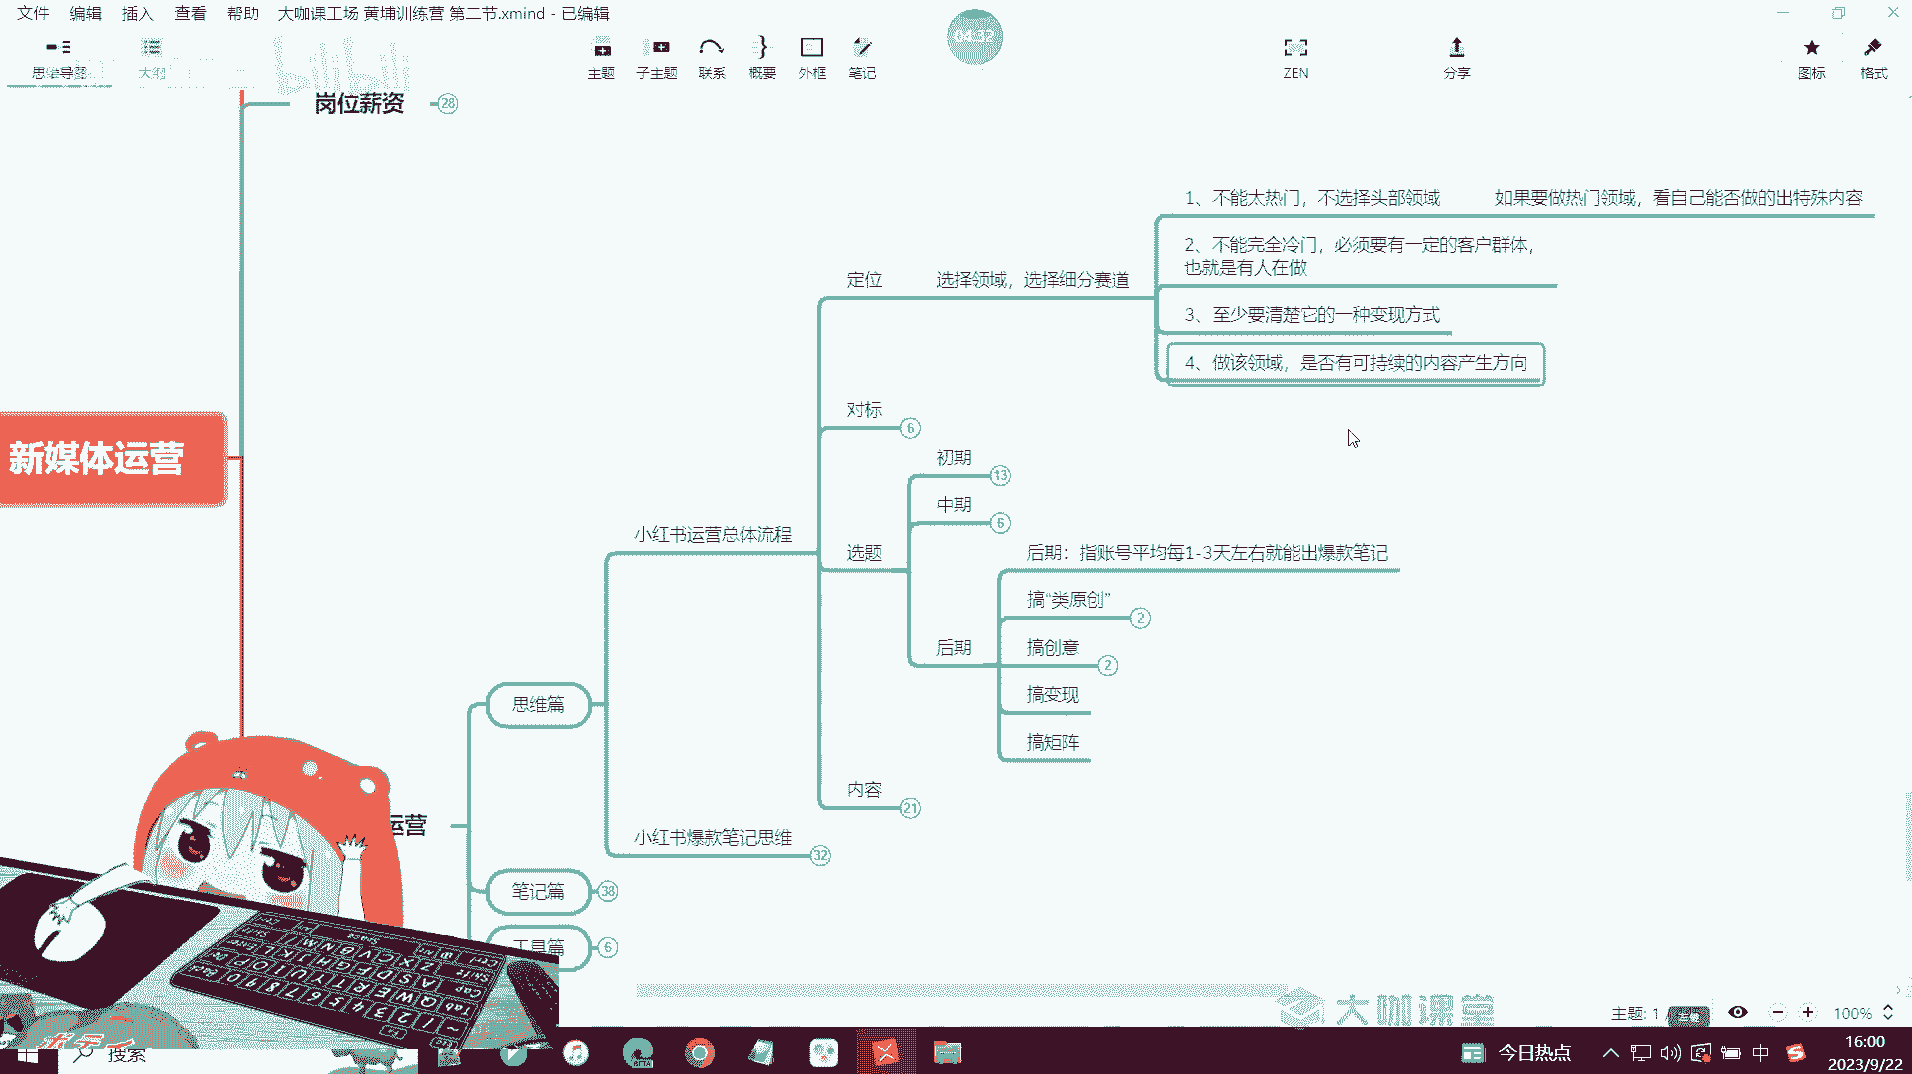 文件 编辑 插入 查看 帮助 大咖课工场 黄埔训练营 第二节.xmind - 已编辑
04:32
思维导图 大纲 主题 子主题 联系 概要 外框 笔记 ZEN 分享 图标 格式
bilibili
岗位薪资 28
1、不能太热门，不选择头部领域 如果要做热门领域，看自己能否做的出特殊内容
2、不能完全冷门，必须要有一定的客户群体，
也就是有人在做
定位 选择领域，选择细分赛道
3、至少要清楚它的一种变现方式
4、做该领域，是否有可持续的内容产生方向
对标 6
新媒体运营
初期 13
中期 6
小红书运营总体流程
选题
后期：指账号平均每1-3天左右就能出爆款笔记
搞“类原创” 2
后期
搞创意 2
搞变现
搞矩阵
思维篇
内容 21
运营
小红书爆款笔记思维 32
笔记篇 38
工具篇 6
大咖课堂
主题: 1
100%
搜索
今日热点
中
16:00
2023/9/22